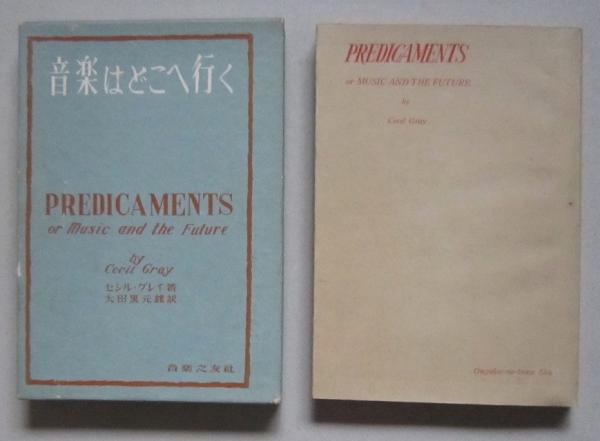 音楽はどこへ行く
PREDICAMENTS
or Music and the Future
by
Cecil Gray
セシル・グレイ著
大田黒元雄訳
音楽之友社
PREDICAMENTS
or MUSIC AND THE FUTURE
by
Cecil Gray
Ongaku-no-tomo Sha